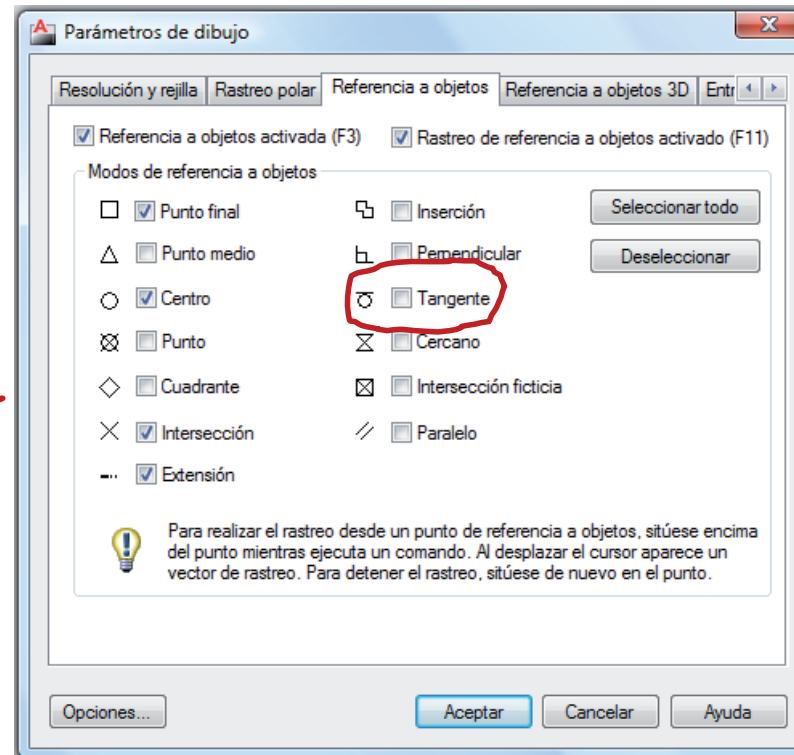 Parámetros de dibujo
Resolución y rejilla Rastreo polar Referencia a objetos Referencia a objetos 3D Entr
Referencia a objetos activada (F3) Rastreo de referencia a objetos activado (F11)
Modos de referencia a objetos
Punto final
Punto medio
Centro
Punto
Cuadrante
Intersección
Extensión
Inserción
Perpendicular
Tangente
Cercano
Intersección ficticia
Paralelo
Seleccionar todo
Deseleccionar
Para realizar el rastreo desde un punto de referencia a objetos, sitúese encima
del punto mientras ejecuta un comando. Al desplazar el cursor aparece un
vector de rastreo. Para detener el rastreo, sitúese de nuevo en el punto.
Opciones... Aceptar Cancelar Ayuda